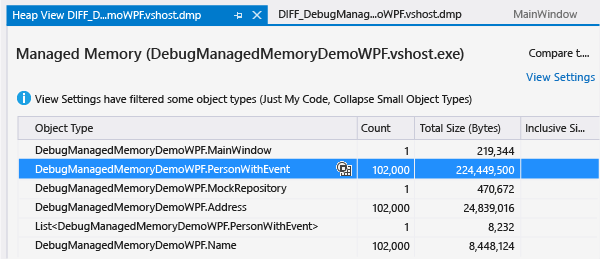 Heap View DIFF_D...moWPF.vshost.dmp
DIFF_DebugManag...oWPF.vshost.dmp
MainWindow
Managed Memory (DebugManagedMemoryDemoWPF.vshost.exe)
Compare t...
View Settings
View Settings have filtered some object types (Just My Code, Collapse Small Object Types)
Object Type Count Total Size (Bytes) Inclusive Si...
DebugManagedMemoryDemoWPF.MainWindow 1 219,344
DebugManagedMemoryDemoWPF.PersonWithEvent 102,000 224,449,500
DebugManagedMemoryDemoWPF.MockRepository 1 470,672
DebugManagedMemoryDemoWPF.Address 102,000 24,839,016
List<DebugManagedMemoryDemoWPF.PersonWithEvent> 1 8,232
DebugManagedMemoryDemoWPF.Name 102,000 8,448,124